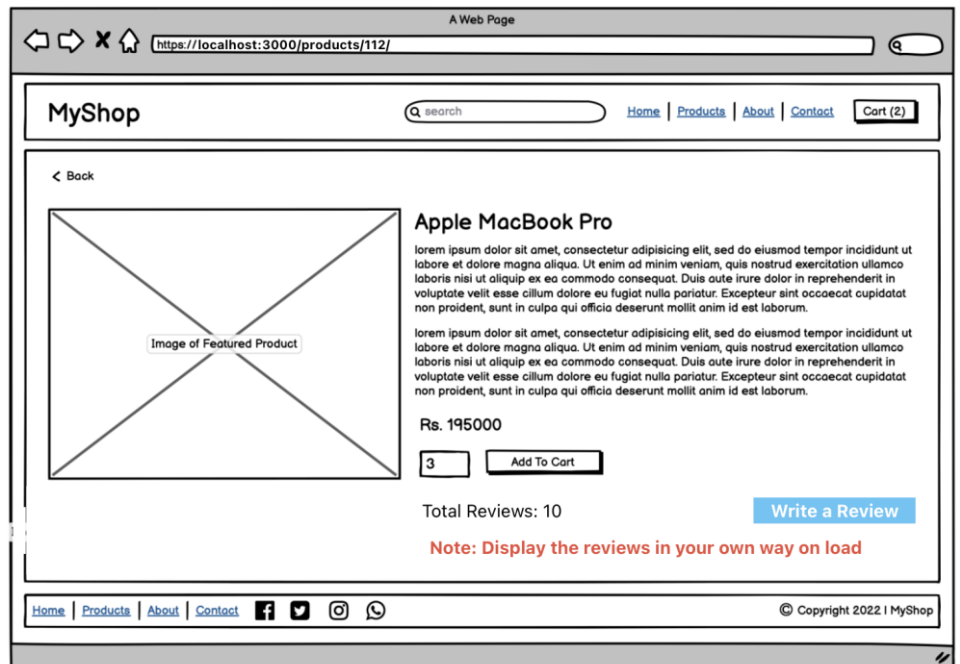 A Web Page
https://localhost:3000/products/112/
MyShop
search
Home
Products
About
Contact
Cart (2)
< Back
Image of Featured Product
Apple MacBook Pro
lorem ipsum dolor sit amet, consectetur adipisicing elit, sed do eiusmod tempor incididunt ut
labore et dolore magna aliqua. Ut enim ad minim veniam, quis nostrud exercitation ullamco
laboris nisi ut aliquip ex ea commodo consequat. Duis aute irure dolor in reprehenderit in
voluptate velit esse cillum dolore eu fugiat nulla pariatur. Excepteur sint occaecat cupidatat
non proident, sunt in culpa qui officia deserunt mollit anim id est laborum.
lorem ipsum dolor sit amet, consectetur adipisicing elit, sed do eiusmod tempor incididunt ut
labore et dolore magna aliqua. Ut enim ad minim veniam, quis nostrud exercitation ullamco
laboris nisi ut aliquip ex ea commodo consequat. Duis aute irure dolor in reprehenderit in
voluptate velit esse cillum dolore eu fugiat nulla pariatur. Excepteur sint occaecat cupidatat
non proident, sunt in culpa qui officia deserunt mollit anim id est laborum.
Rs. 195000
3
Add To Cart
Total Reviews: 10
Write a Review
Note: Display the reviews in your own way on load
Home
Products
About
Contact
© Copyright 2022 | MyShop